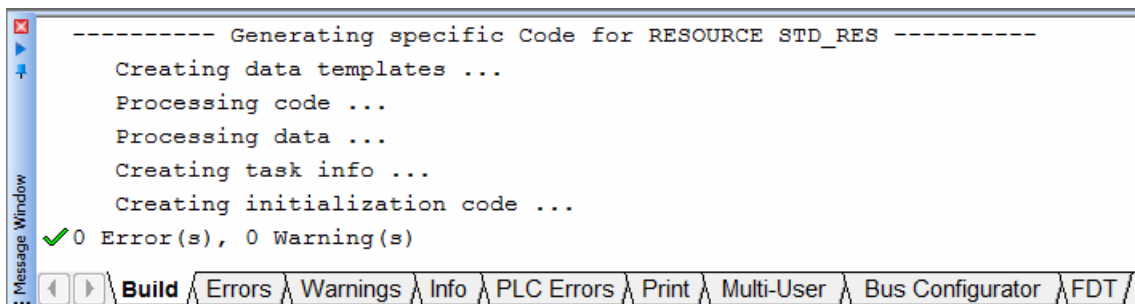 ---------- Generating specific Code for RESOURCE STD_RES ----------
Creating data templates ...
Processing code ...
Processing data ...
Creating task info ...
Creating initialization code ...
0 Error(s), 0 Warning(s)
Message Window
Build Errors Warnings Info PLC Errors Print Multi-User Bus Configurator FDT